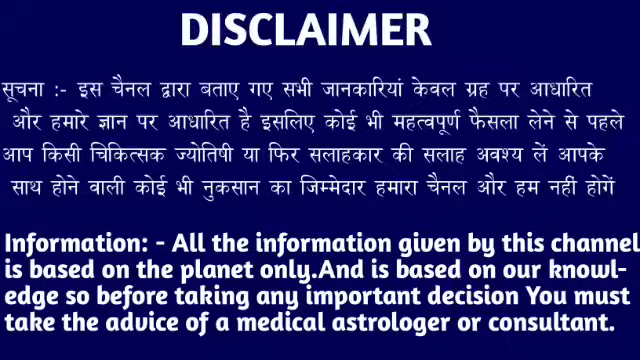 DISCLAIMER
सूचना :- इस चैनल द्वारा बताए गए सभी जानकारियां केवल ग्रह पर आधारित
और हमारे ज्ञान पर आधारित है इसलिए कोई भी महत्वपूर्ण फैसला लेने से पहले
आप किसी चिकित्सक ज्योतिषी या फिर सलाहकार की सलाह अवश्य लें आपके
साथ होने वाली कोई भी नुकसान का जिम्मेदार हमारा चैनल और हम नहीं होगें
Information: - All the information given by this channel
is based on the planet only.And is based on our knowl-
edge so before taking any important decision You must
take the advice of a medical astrologer or consultant.